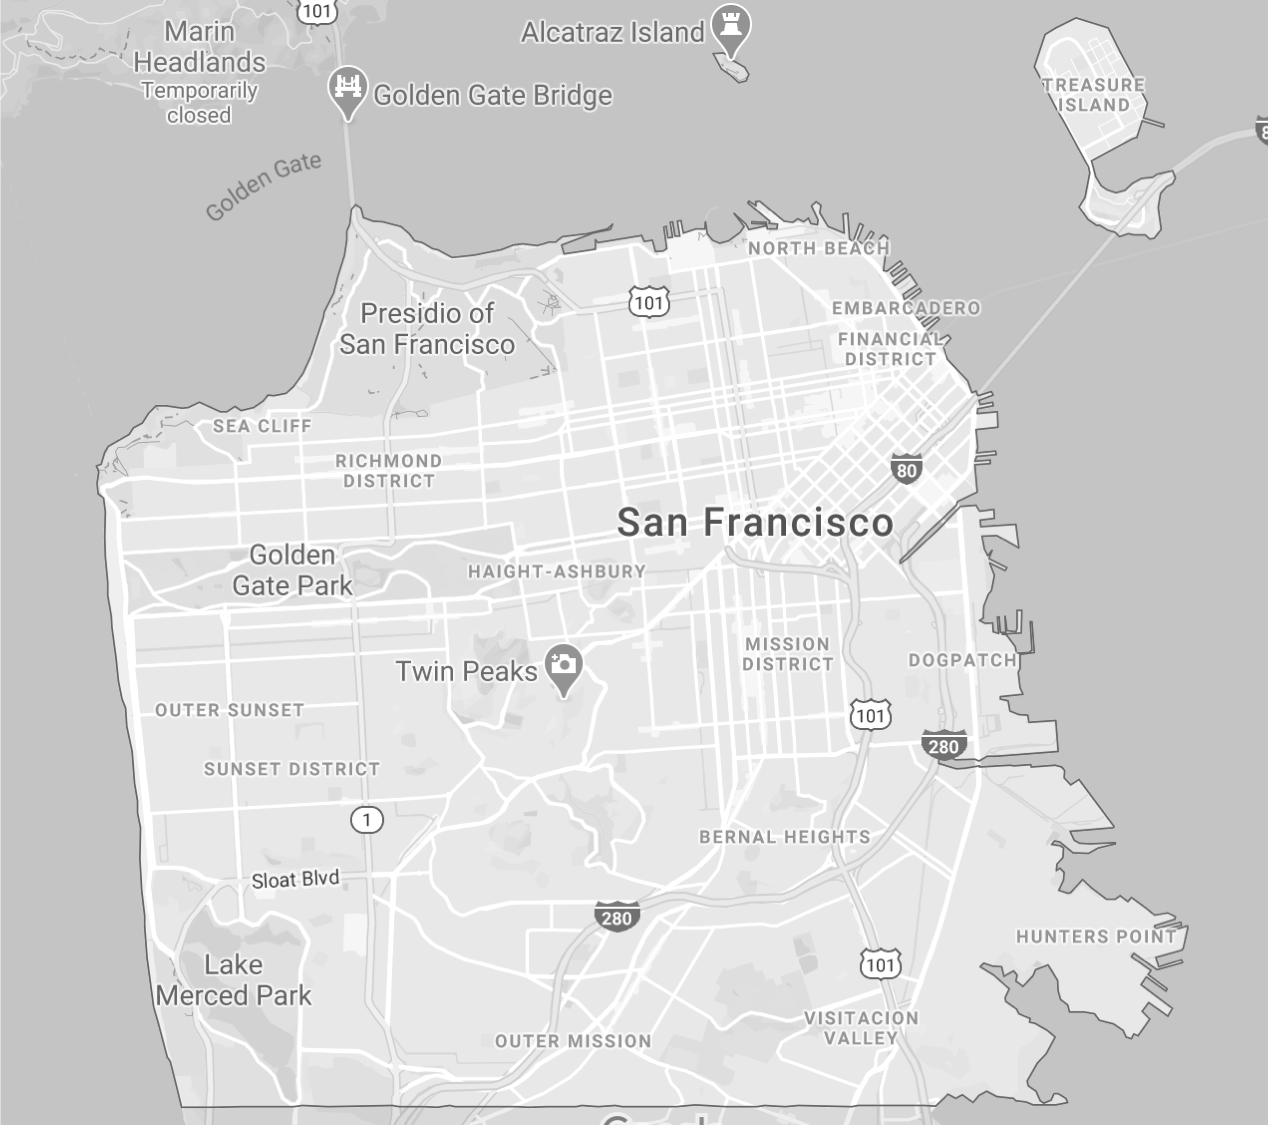 101
Marin
Headlands
Temporarily
closed
Alcatraz Island
Golden Gate Bridge
TREASURE
ISLAND
Golden Gate
NORTH BEACH
101
EMBARCADERO
Presidio of
San Francisco
FINANCIAL
DISTRICT
SEA CLIFF
RICHMOND
DISTRICT
80
San Francisco
Golden
Gate Park
HAIGHT-ASHBURY
MISSION
DISTRICT
DOGPATCH
Twin Peaks
OUTER SUNSET
101
280
SUNSET DISTRICT
1
BERNAL HEIGHTS
Sloat Blvd
280
HUNTERS POINT
101
Lake
Merced Park
VISITACION
VALLEY
OUTER MISSION